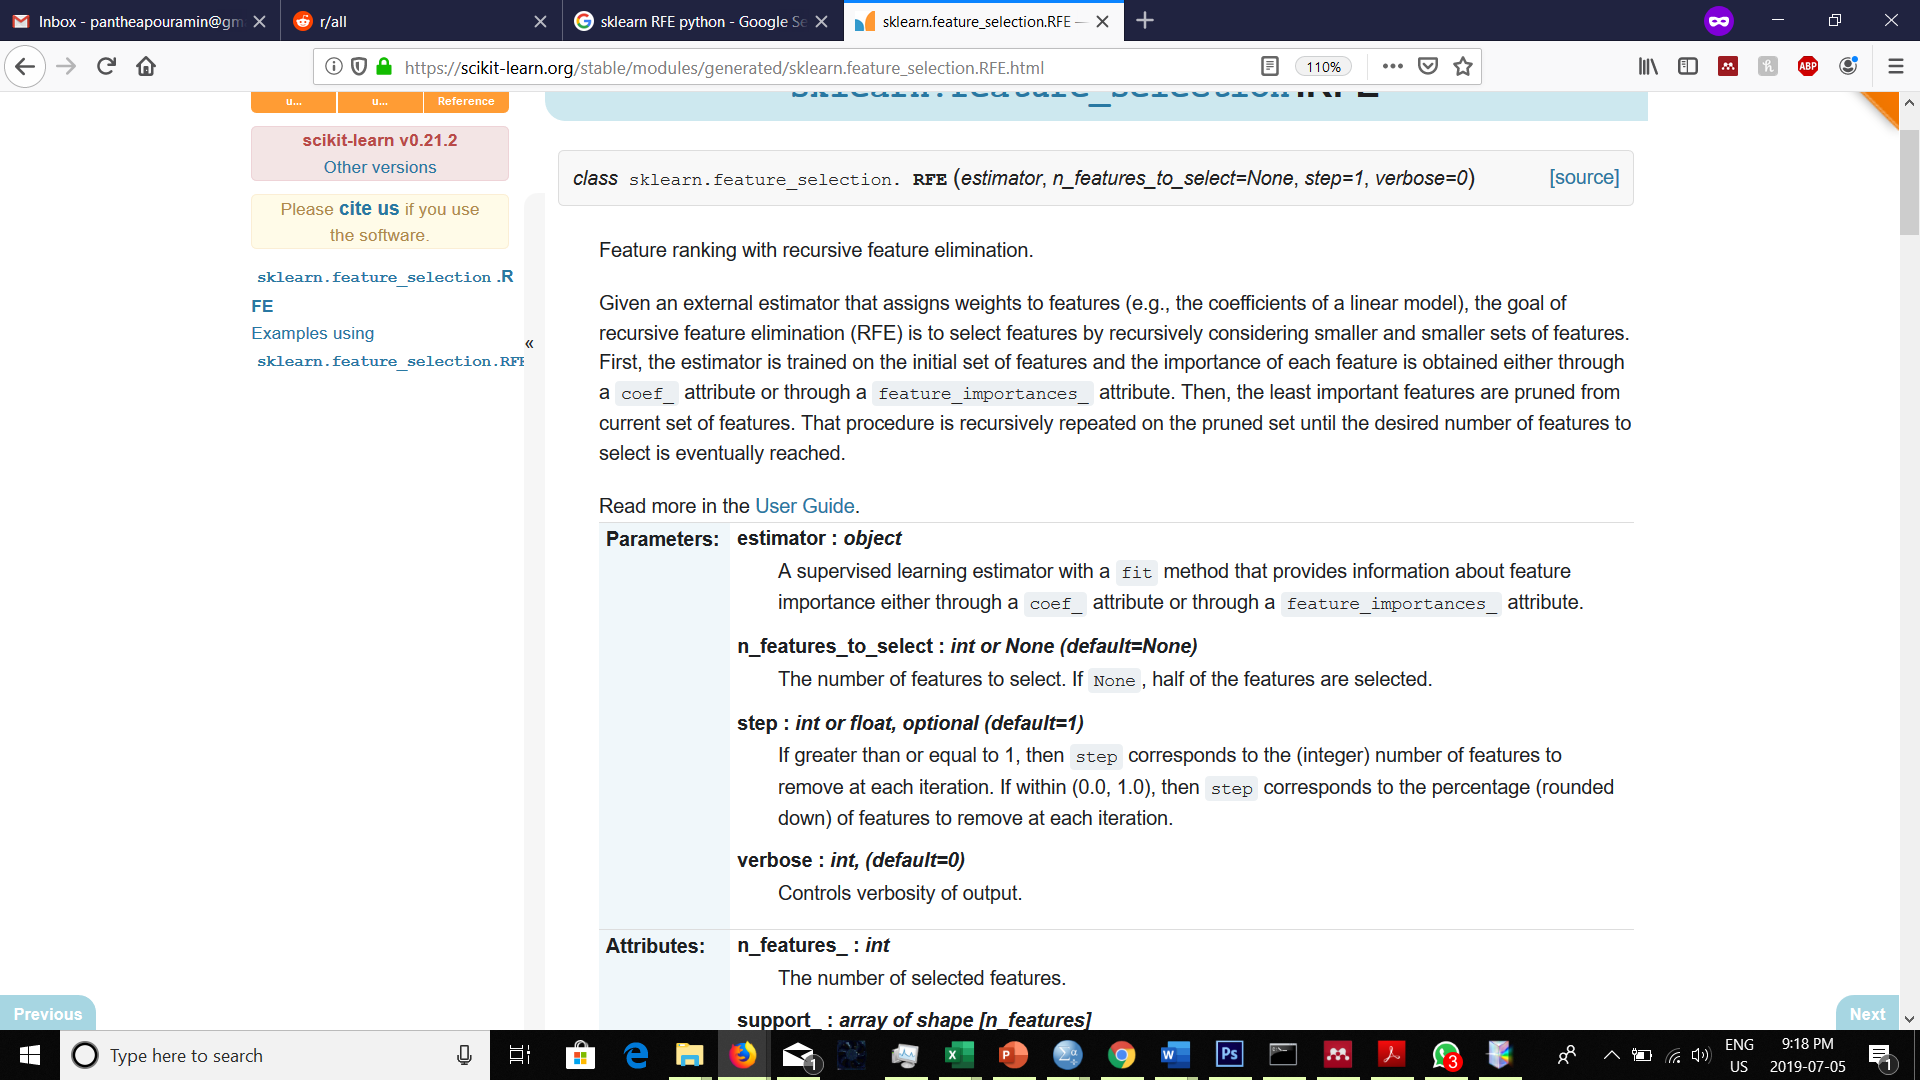 Inbox - pantheapouramin@gm
r/all
sklearn RFE python - Google Se
sklearn.feature_selection.RFE —
https://scikit-learn.org/stable/modules/generated/sklearn.feature_selection.RFE.html
110%
ABP
u...
u...
Reference
sklearn.feature_selection.RFE
scikit-learn v0.21.2
Other versions
Please cite us if you use
the software.
sklearn.feature_selection.R
FE
Examples using
sklearn.feature_selection.RFE
«
class sklearn.feature_selection. RFE (estimator, n_features_to_select=None, step=1, verbose=0)
[source]
Feature ranking with recursive feature elimination.
Given an external estimator that assigns weights to features (e.g., the coefficients of a linear model), the goal of
recursive feature elimination (RFE) is to select features by recursively considering smaller and smaller sets of features.
First, the estimator is trained on the initial set of features and the importance of each feature is obtained either through
a coef_ attribute or through a feature_importances_ attribute. Then, the least important features are pruned from
current set of features. That procedure is recursively repeated on the pruned set until the desired number of features to
select is eventually reached.
Read more in the User Guide.
Parameters:
estimator : object
A supervised learning estimator with a fit method that provides information about feature
importance either through a coef_ attribute or through a feature_importances_ attribute.
n_features_to_select : int or None (default=None)
The number of features to select. If None, half of the features are selected.
step : int or float, optional (default=1)
If greater than or equal to 1, then step corresponds to the (integer) number of features to
remove at each iteration. If within (0.0, 1.0), then step corresponds to the percentage (rounded
down) of features to remove at each iteration.
verbose : int, (default=0)
Controls verbosity of output.
Attributes:
n_features_ : int
The number of selected features.
support_ : array of shape [n_features]
Previous
Next
Type here to search
1
3
ENG
US
9:18 PM
2019-07-05
1